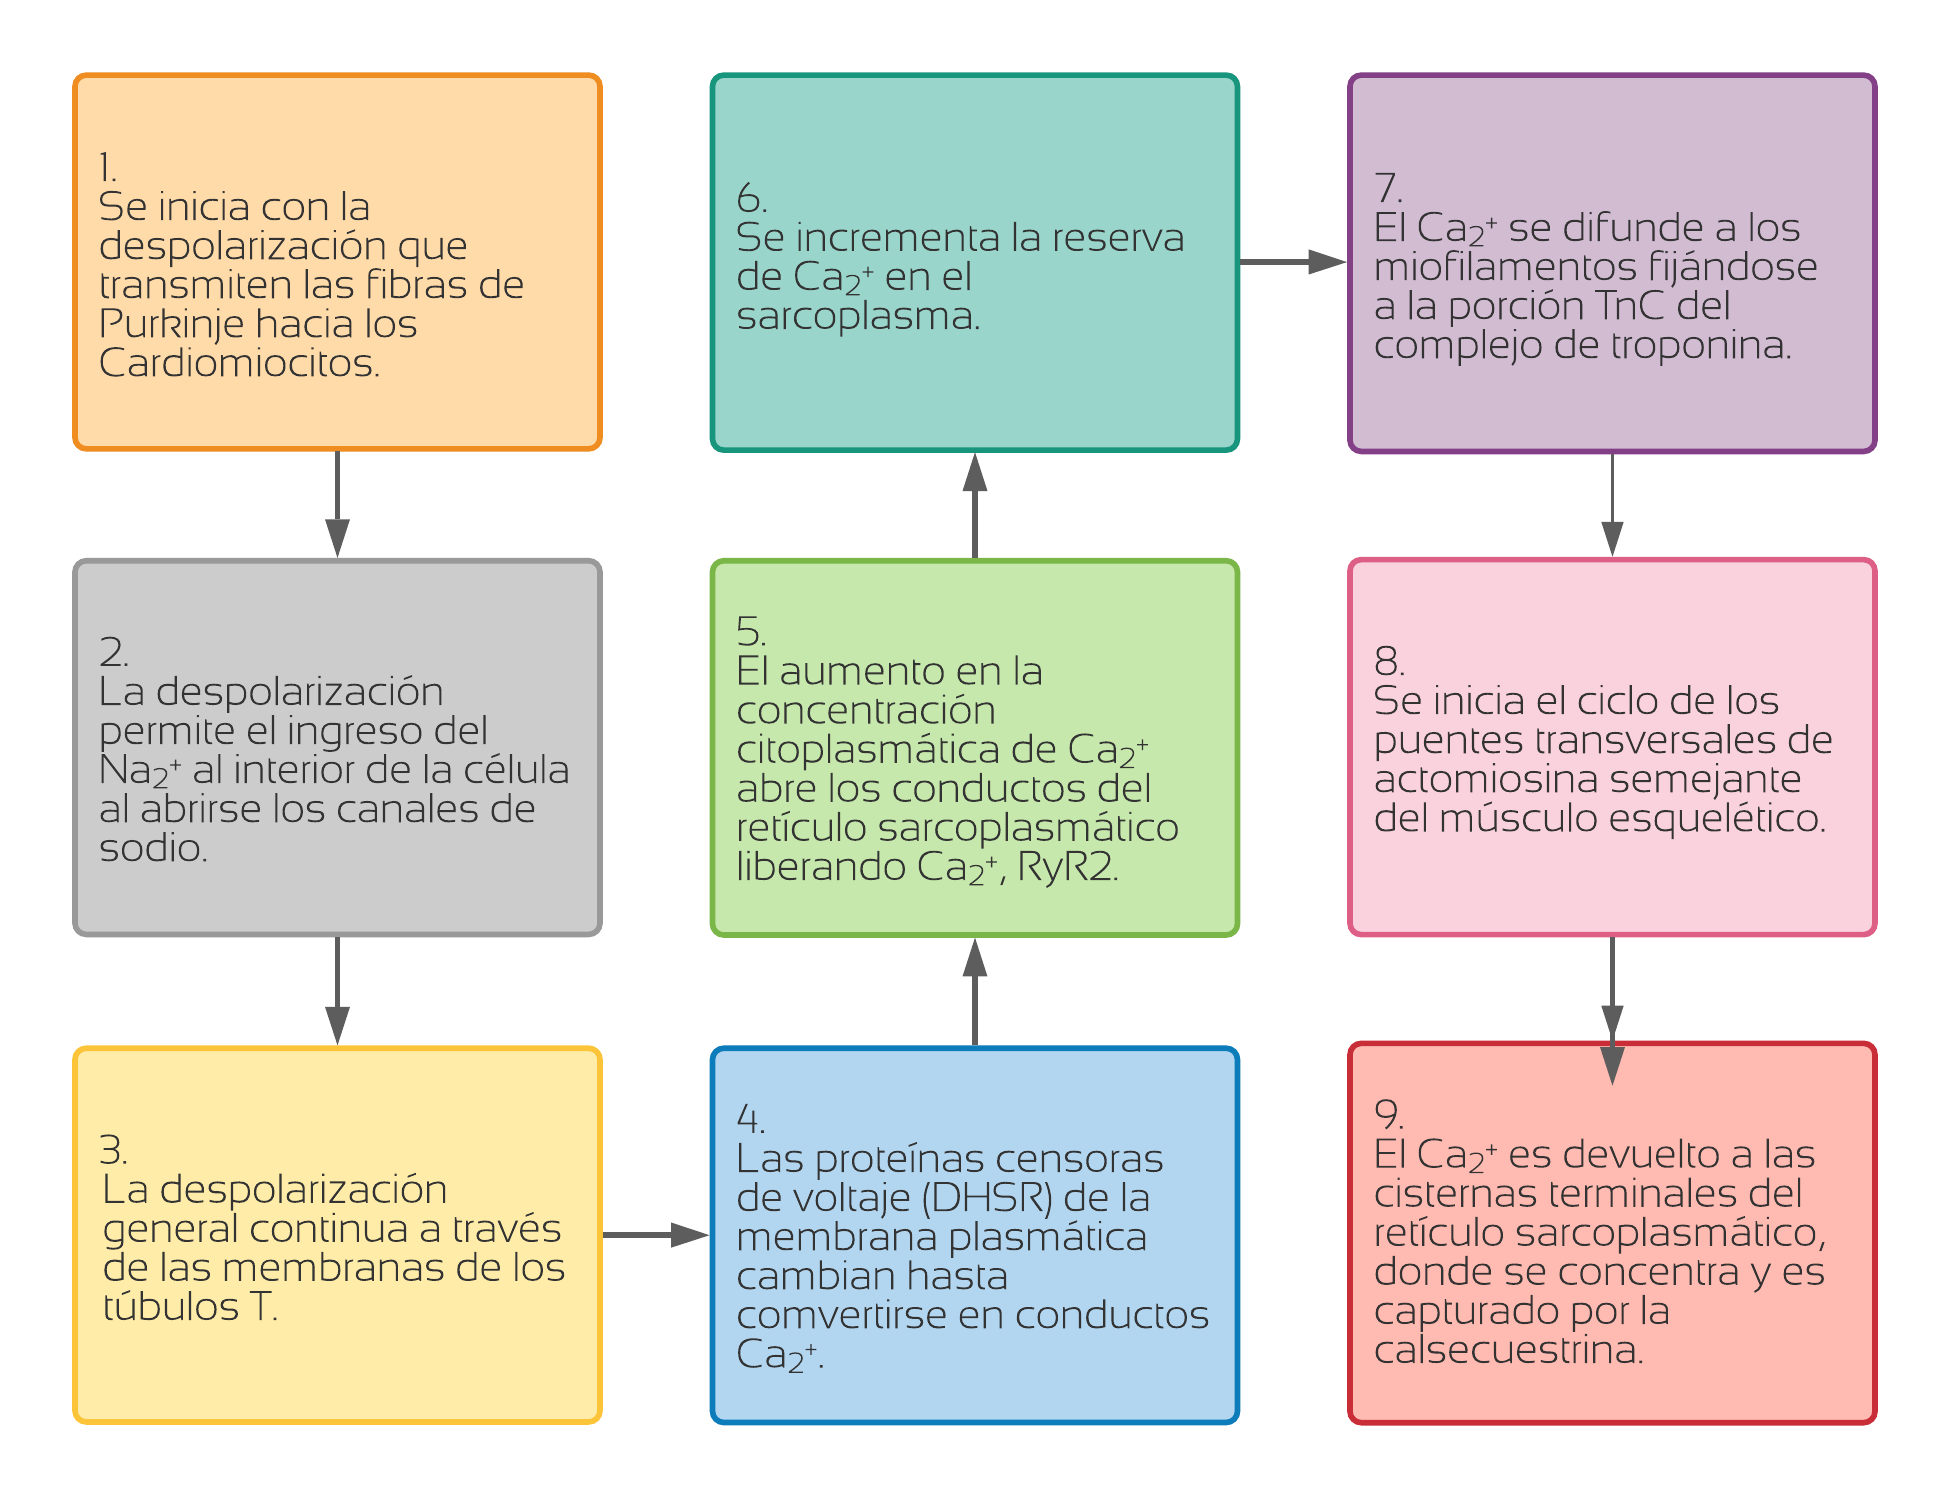 1.
Se inicia con la
despolarización que
transmiten las fibras de
Purkinje hacia los
Cardiomiocitos.
2.
La despolarización
permite el ingreso del
Na₂⁺ al interior de la célula
al abrirse los canales de
sodio.
3.
La despolarización
general continua a través
de las membranas de los
túbulos T.
4.
Las proteínas censoras
de voltaje (DHSR) de la
membrana plasmática
cambian hasta
comvertirse en conductos
Ca₂⁺.
5.
El aumento en la
concentración
citoplasmática de Ca₂⁺
abre los conductos del
retículo sarcoplasmático
liberando Ca₂⁺, RyR2.
6.
Se incrementa la reserva
de Ca₂⁺ en el
sarcoplasma.
7.
El Ca₂⁺ se difunde a los
miofilamentos fijándose
a la porción TnC del
complejo de troponina.
8.
Se inicia el ciclo de los
puentes transversales de
actomiosina semejante
del músculo esquelético.
9.
El Ca₂⁺ es devuelto a las
cisternas terminales del
retículo sarcoplasmático,
donde se concentra y es
capturado por la
calsecuestrina.